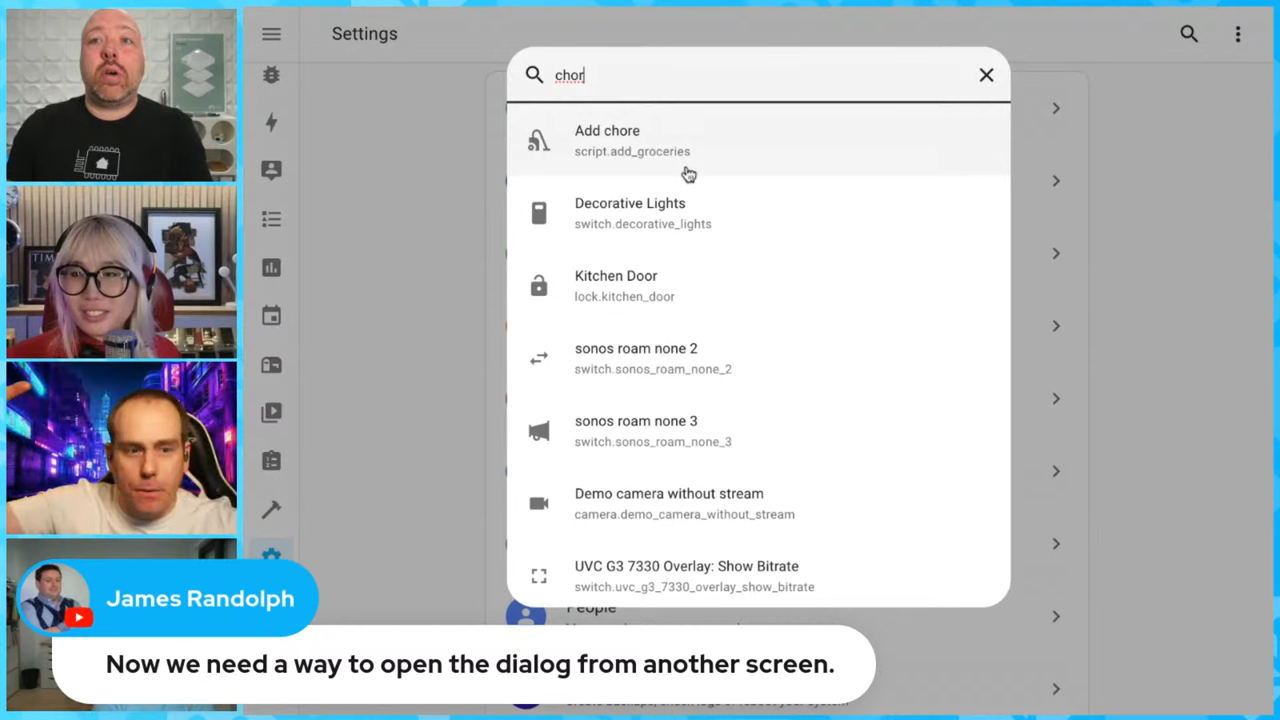 Settings
chor
Add chore
script.add_groceries
Decorative Lights
switch.decorative_lights
Kitchen Door
lock.kitchen_door
sonos roam none 2
switch.sonos_roam_none_2
sonos roam none 3
switch.sonos_roam_none_3
Demo camera without stream
camera.demo_camera_without_stream
UVC G3 7330 Overlay: Show Bitrate
switch.uvc_g3_7330_overlay_show_bitrate
People
TIM
James Randolph
Now we need a way to open the dialog from another screen.